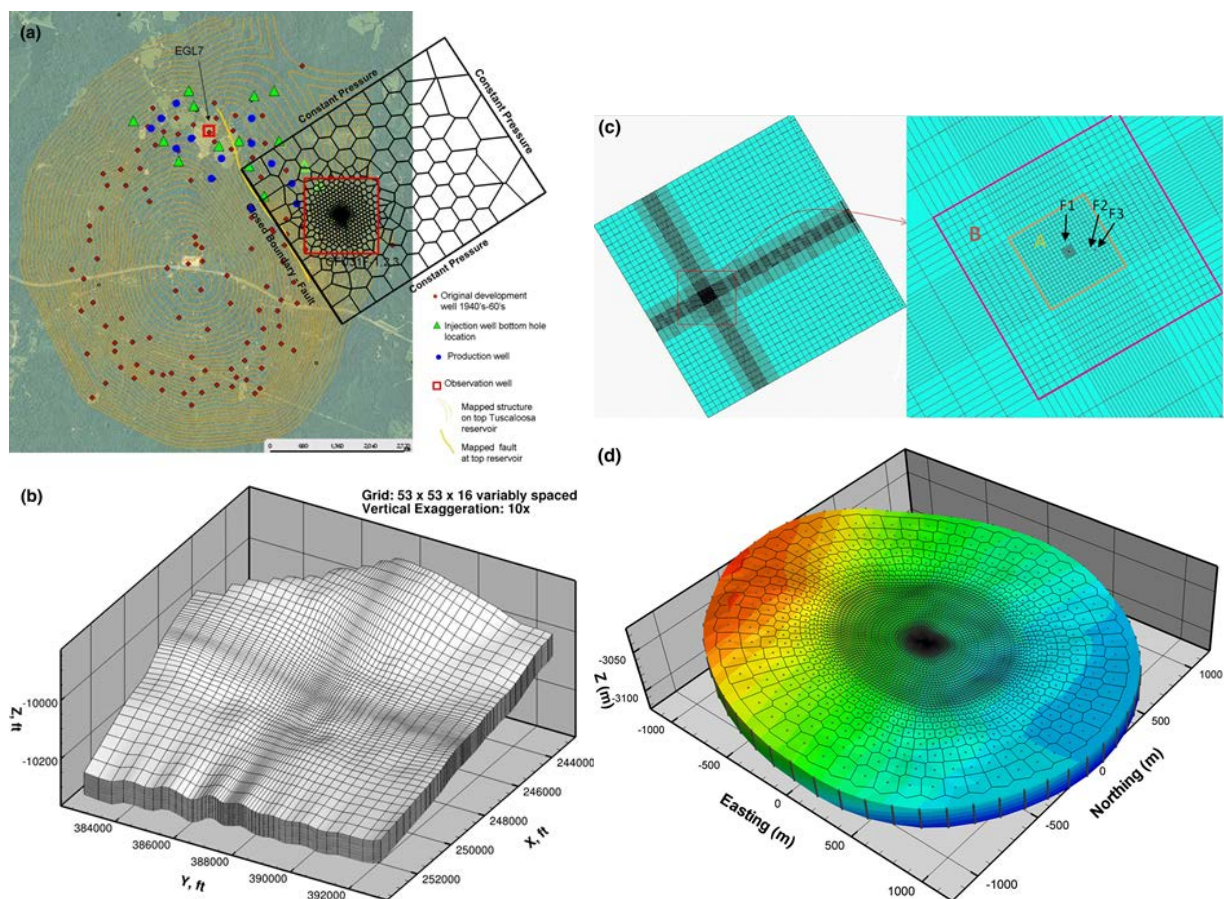 (a)
EGL7
Constant Pressure
Constant Pressure
Constant Pressure
Boundary - Fault
Original development
well 1940's-60's
Injection well bottom hole
location
Production well
Observation well
Mapped structure
on top Tuscaloosa
reservoir
Mapped fault
at top reservoir
(b)
Grid: 53 x 53 x 16 variably spaced
Vertical Exaggeration: 10x
Z, ft
-10000
-10200
384000
386000
388000
390000
392000
Y, ft
244000
246000
248000
250000
252000
X, ft
(c)
B
A
F1
F2
F3
(d)
Z (m)
-3050
-3100
-1000
-500
0
500
1000
Easting (m)
1000
500
0
-500
-1000
Northing (m)